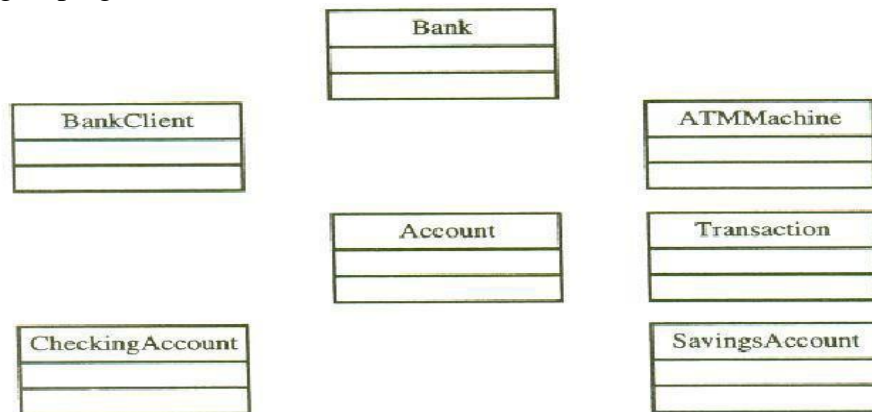 Bank
BankClient
ATMMachine
Account
Transaction
CheckingAccount
SavingsAccount